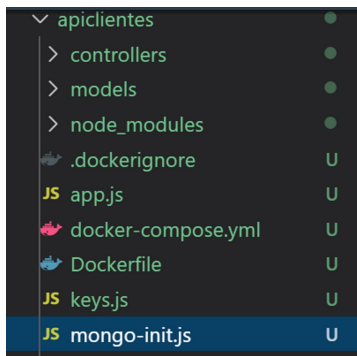 apiclientes
controllers
models
node_modules
.dockerignore U
JS app.js U
docker-compose.yml U
Dockerfile U
JS keys.js U
JS mongo-init.js U